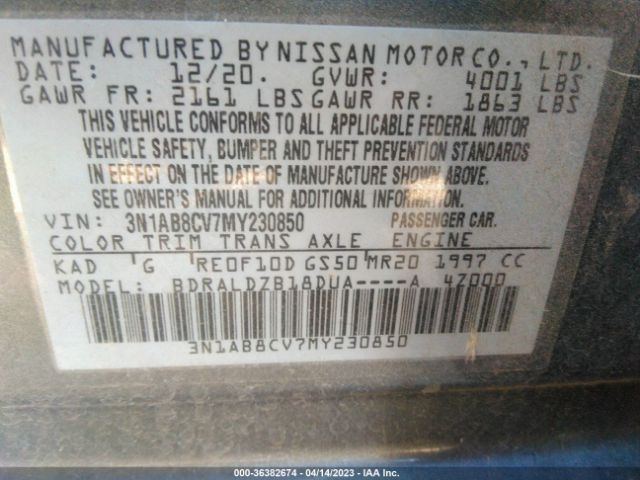 MANUFACTURED BY NISSAN MOTOR CO., LTD.
DATE: 12/20. GVWR: 4001 LBS
GAWR FR: 2161 LBS GAWR RR: 1863 LBS
THIS VEHICLE CONFORMS TO ALL APPLICABLE FEDERAL MOTOR
VEHICLE SAFETY, BUMPER AND THEFT PREVENTION STANDARDS
IN EFFECT ON THE DATE OF MANUFACTURE SHOWN ABOVE.
SEE OWNER'S MANUAL FOR ADDITIONAL INFORMATION.
VIN: 3N1AB8CV7MY230850 PASSENGER CAR.
COLOR TRIM TRANS AXLE ENGINE
KAD G RE0F10D GS50 MR20 1997 CC
MODEL: BDRALDZB18DUA----A 4Z000
3N1AB8CV7MY230850
000-36382674 | 04/14/2023 | IAA Inc.